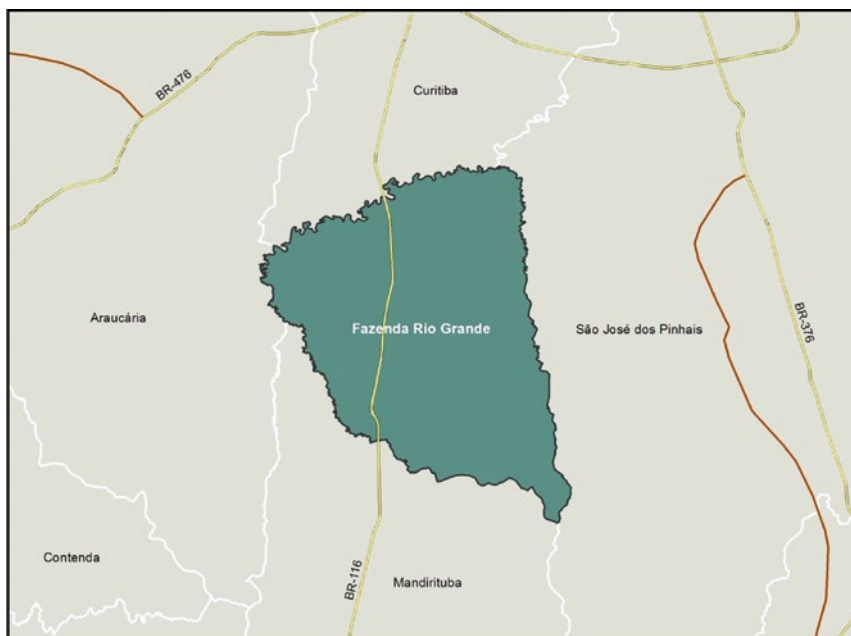 BR-476
Curitiba
Araucária
Fazenda Rio Grande
São José dos Pinhais
BR-376
Contenda
BR-116
Mandirituba